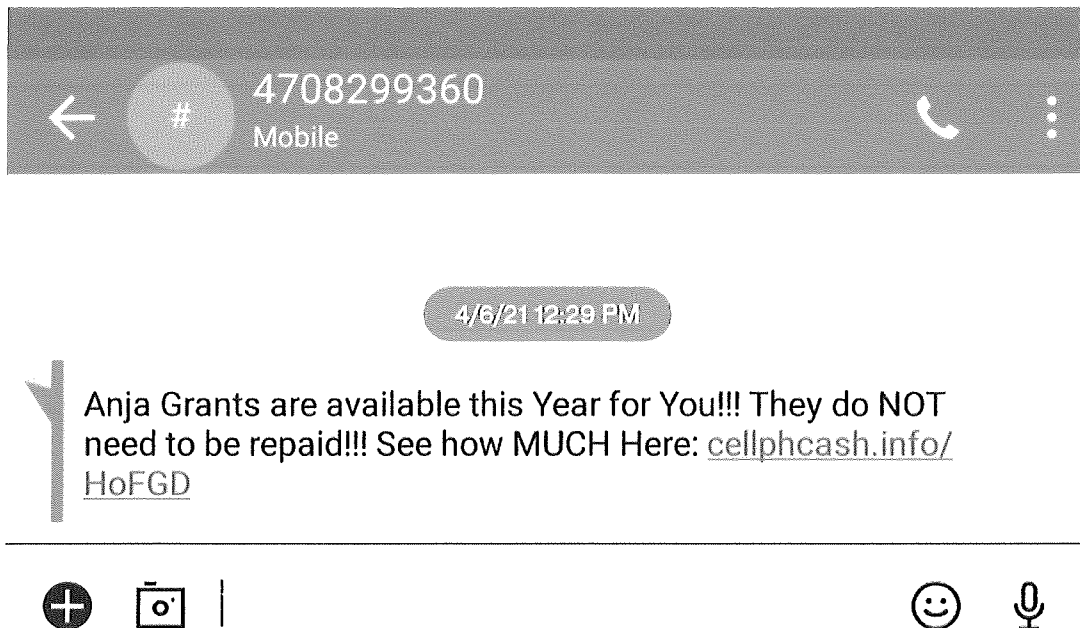 #
4708299360
Mobile
4/6/21 12:29 PM
Anja Grants are available this Year for You!!! They do NOT
need to be repaid!!! See how MUCH Here: cellphcash.info/
HoFGD